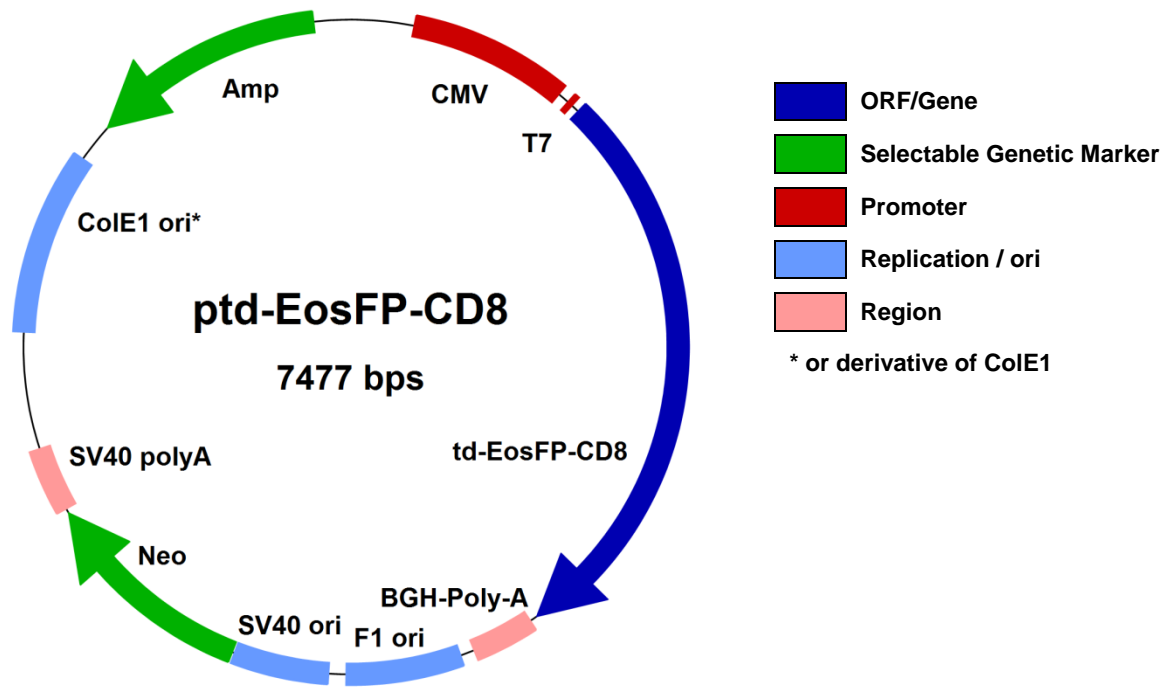 Amp
CMV
T7
ColE1 ori*
ptd-EosFP-CD8
7477 bps
td-EosFP-CD8
SV40 polyA
Neo
BGH-Poly-A
SV40 ori
F1 ori
ORF/Gene
Selectable Genetic Marker
Promoter
Replication / ori
Region
* or derivative of ColE1